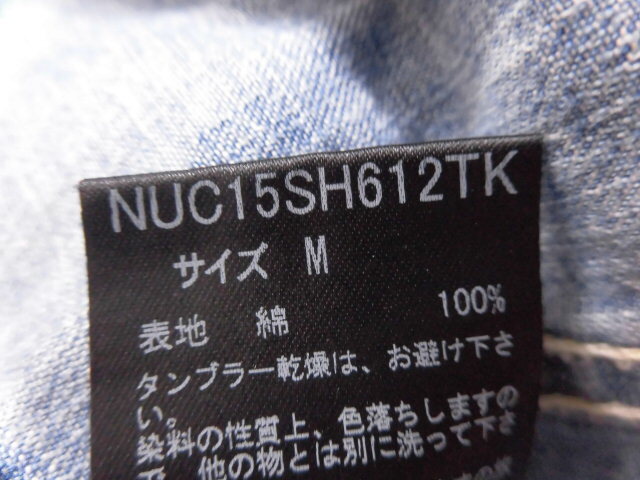 NUC15SH612TK
サイズ M
表地 綿 100%
タンブラー乾燥は、お避け下さ
い。
染料の性質上、色落ちしますの
で、他の物とは別に洗って下さ